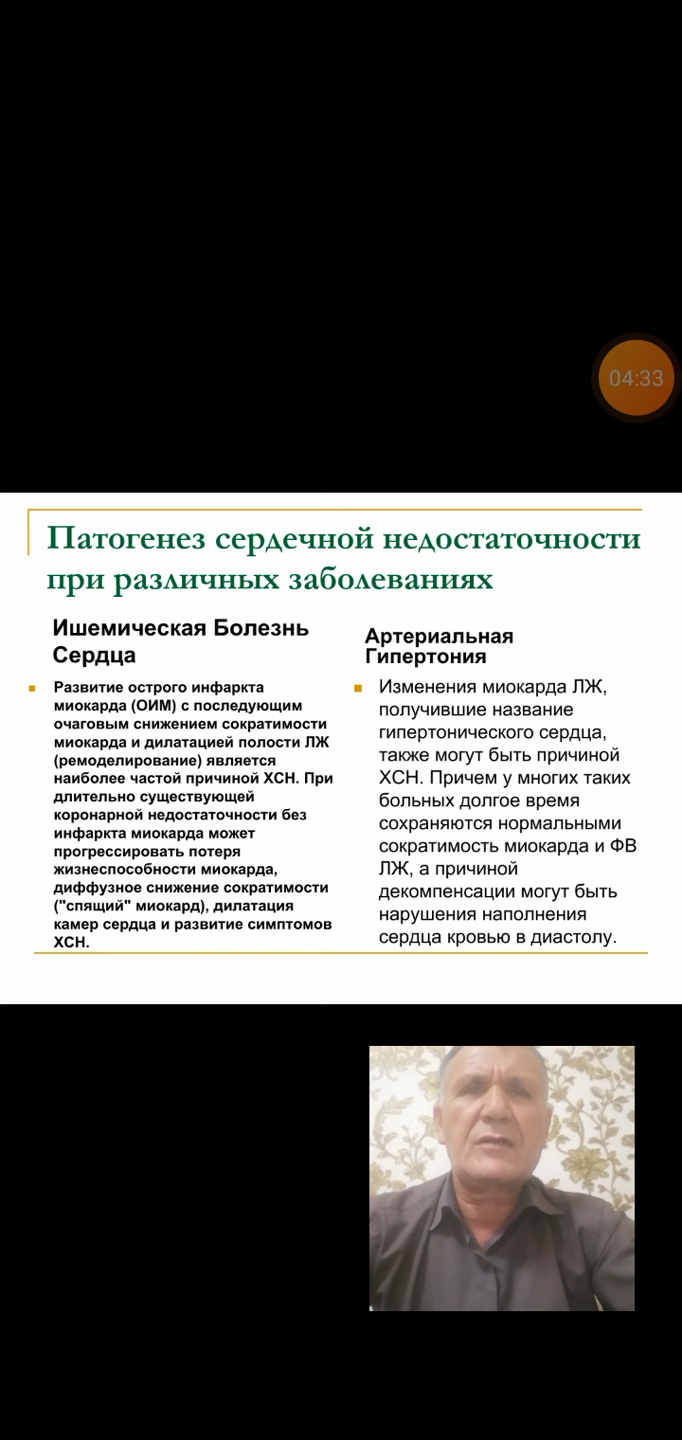 04:33
Патогенез сердечной недостаточности
при различных заболеваниях
Ишемическая Болезнь
Сердца
Развитие острого инфаркта
миокарда (ОИМ) с последующим
очаговым снижением сократимости
миокарда и дилатацией полости ЛЖ
(ремоделирование) является
наиболее частой причиной ХСН. При
длительно существующей
коронарной недостаточности без
инфаркта миокарда может
прогрессировать потеря
жизнеспособности миокарда,
диффузное снижение сократимости
("спящий" миокард), дилатация
камер сердца и развитие симптомов
ХСН.
Артериальная
Гипертония
Изменения миокарда ЛЖ,
получившие название
гипертонического сердца,
также могут быть причиной
ХСН. Причем у многих таких
больных долгое время
сохраняются нормальными
сократимость миокарда и ФВ
ЛЖ, а причиной
декомпенсации могут быть
нарушения наполнения
сердца кровью в диастолу.